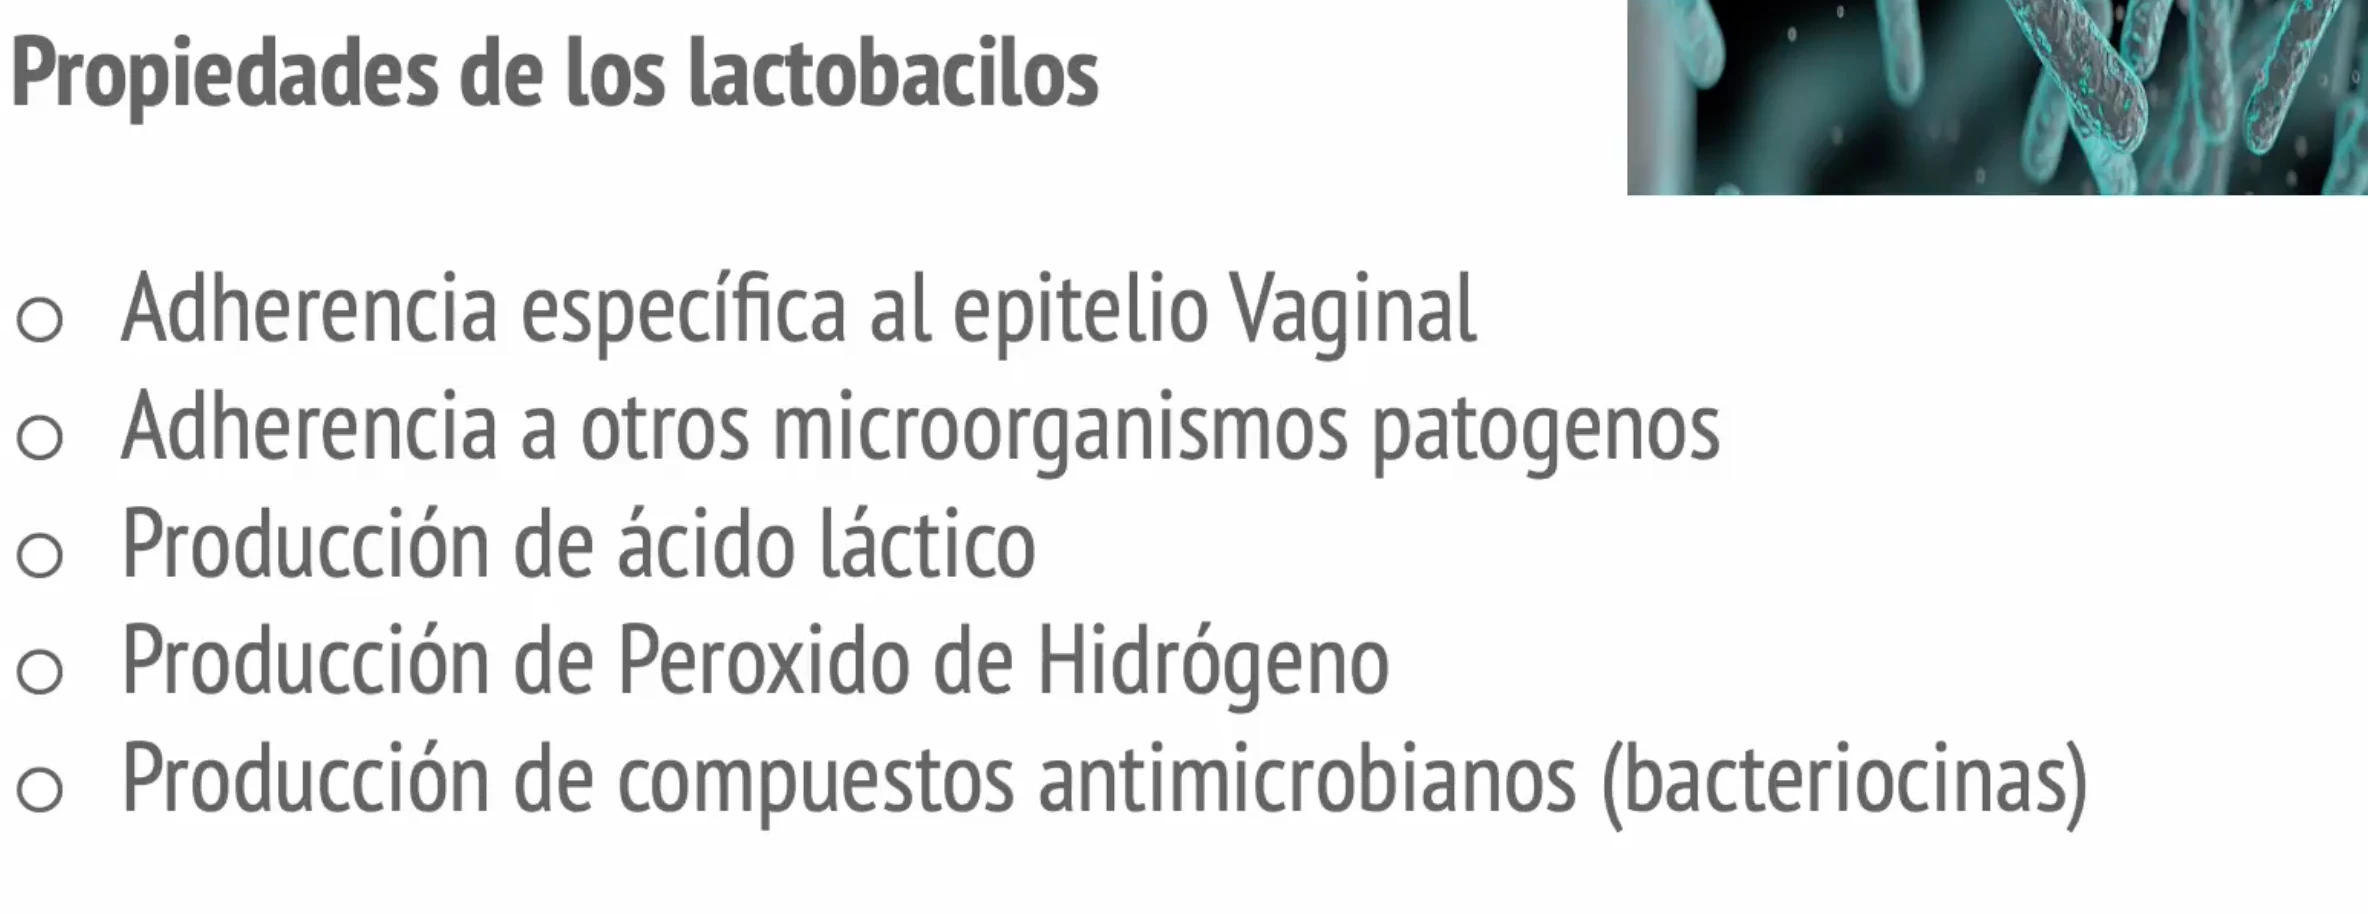 Propiedades de los lactobacilos
○ Adherencia específica al epitelio Vaginal
○ Adherencia a otros microorganismos patogenos
○ Producción de ácido láctico
○ Producción de Peroxido de Hidrógeno
○ Producción de compuestos antimicrobianos (bacteriocinas)